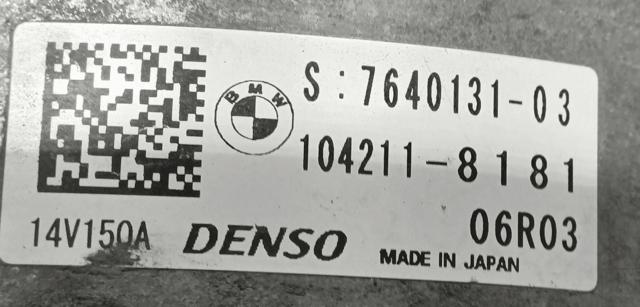 BMW
S:7640131-03
104211-8181
06R03
14V150A DENSO MADE IN JAPAN